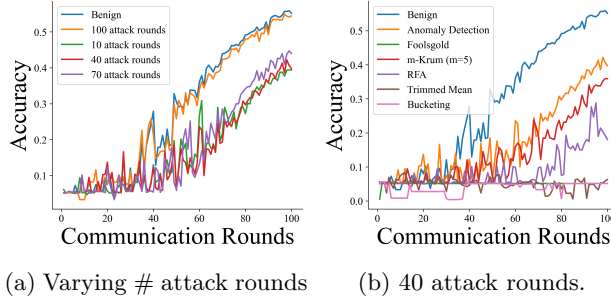 Benign
100 attack rounds
10 attack rounds
40 attack rounds
70 attack rounds
Accuracy
0.5
0.4
0.3
0.2
0.1
0 20 40 60 80 100
Communication Rounds
(a) Varying # attack rounds
Benign
Anomaly Detection
Foolsgold
m-Krum (m=5)
RFA
Trimmed Mean
Bucketing
Accuracy
0.5
0.4
0.3
0.2
0.1
0.0
0 20 40 60 80 100
Communication Rounds
(b) 40 attack rounds.